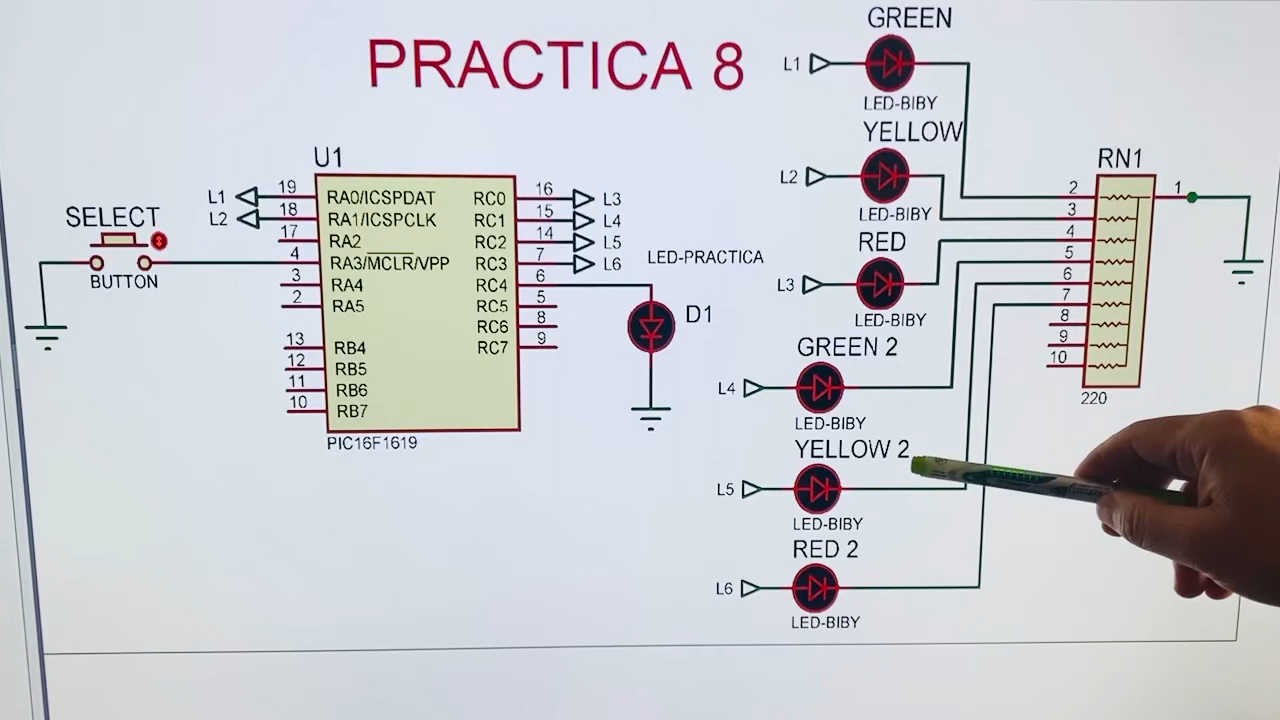 PRACTICA 8
U1
SELECT
BUTTON
L1
L2
19
18
17
4
3
2
13
12
11
10
RA0/ICSPDAT
RA1/ICSPCLK
RA2
RA3/MCLR/VPP
RA4
RA5
RB4
RB5
RB6
RB7
RC0
RC1
RC2
RC3
RC4
RC5
RC6
RC7
16
15
14
7
6
5
8
9
L3
L4
L5
L6
PIC16F1619
LED-PRACTICA
D1
GREEN
L1
LED-BIBY
YELLOW
L2
LED-BIBY
RED
L3
LED-BIBY
GREEN 2
L4
LED-BIBY
YELLOW 2
L5
LED-BIBY
RED 2
L6
LED-BIBY
RN1
2
3
4
5
6
7
8
9
10
1
220